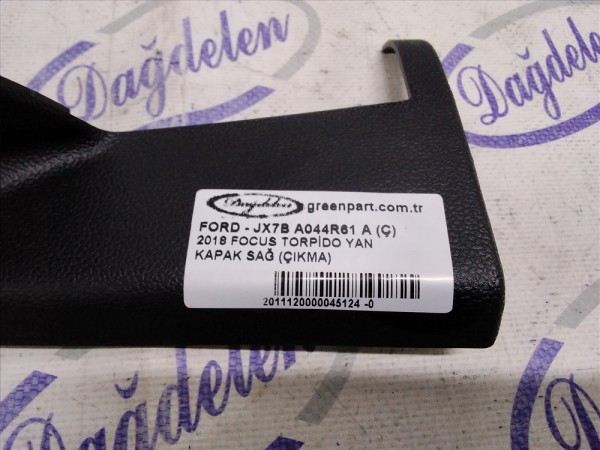 Dağdelen
Dağdelen
Dağdelen greenpart.com.tr
FORD - JX7B A044R61 A (Ç)
2018 FOCUS TORPİDO YAN
KAPAK SAĞ (ÇIKMA)
2011120000045124 -0
Dağdelen
Dağdelen